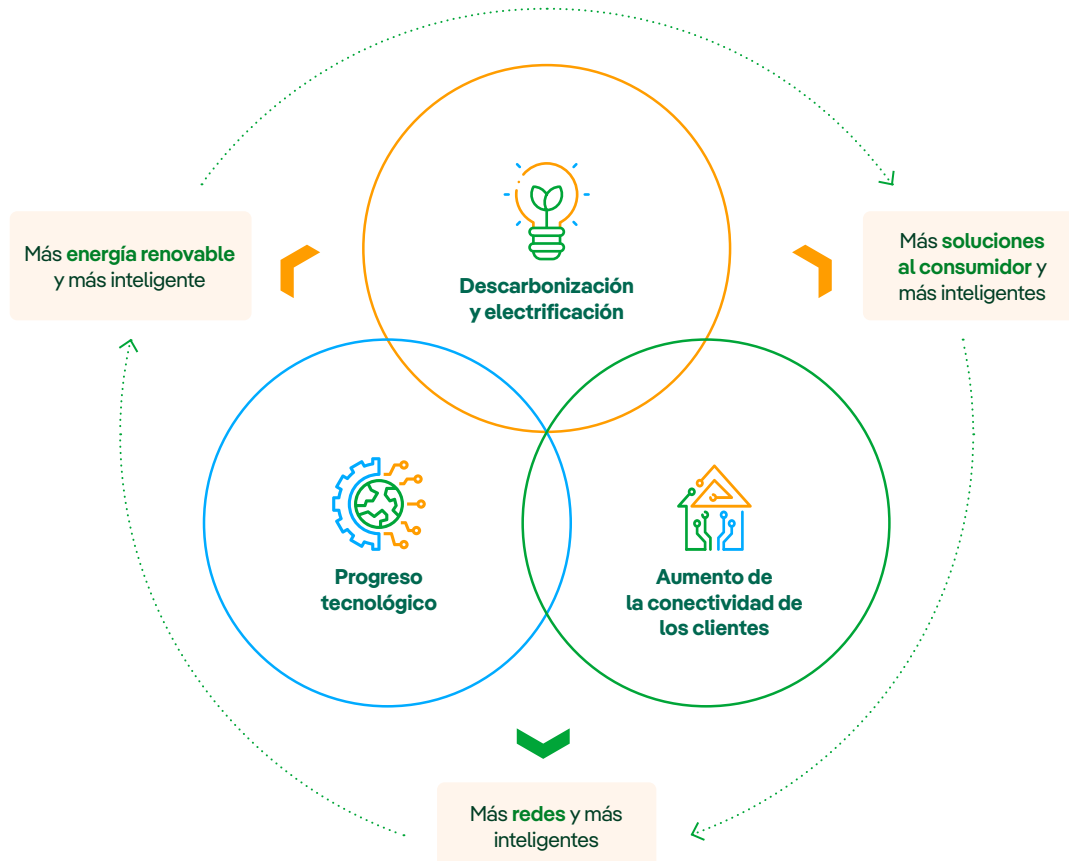 Descarbonización
y electrificación
Más energía renovable
y más inteligente
Más soluciones
al consumidor y
más inteligentes
Progreso
tecnológico
Aumento de
la conectividad de
los clientes
Más redes y más
inteligentes